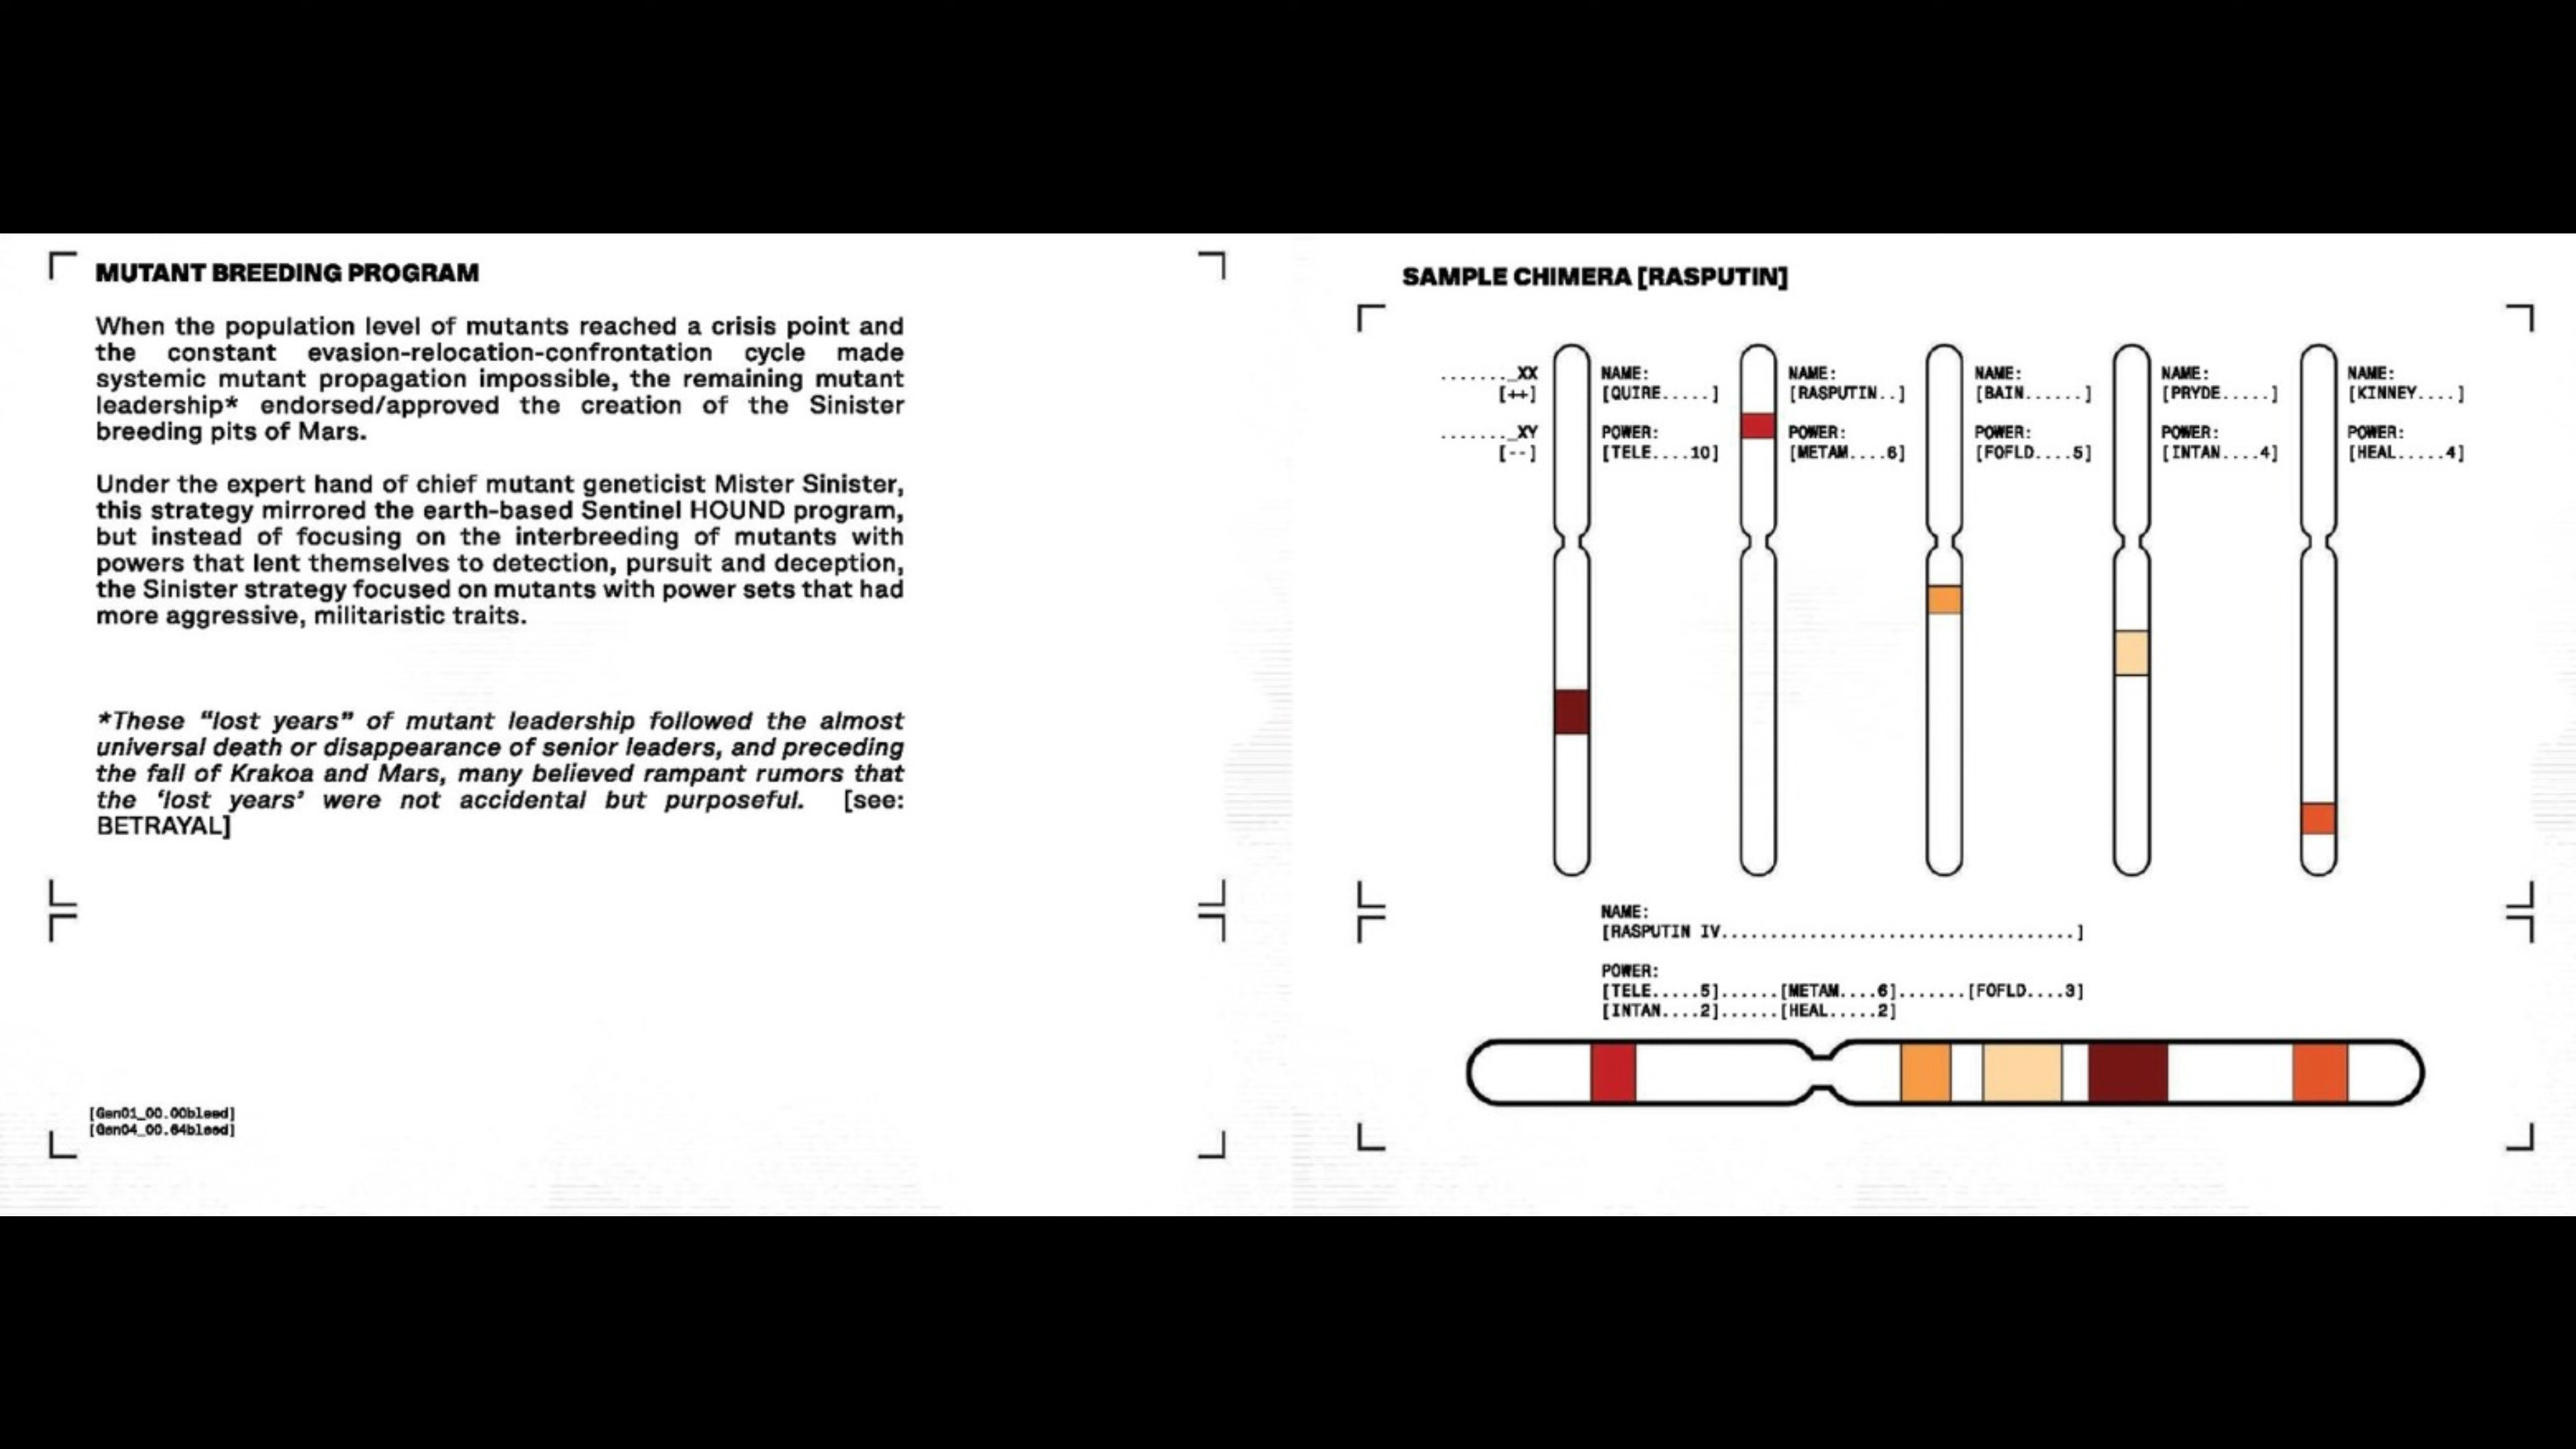 MUTANT BREEDING PROGRAM
When the population level of mutants reached a crisis point and
the constant evasion-relocation-confrontation cycle made
systemic mutant propagation impossible, the remaining mutant
leadership* endorsed/approved the creation of the Sinister
breeding pits of Mars.
Under the expert hand of chief mutant geneticist Mister Sinister,
this strategy mirrored the earth-based Sentinel HOUND program,
but instead of focusing on the interbreeding of mutants with
powers that lent themselves to detection, pursuit and deception,
the Sinister strategy focused on mutants with power sets that had
more aggressive, militaristic traits.
*These “lost years” of mutant leadership followed the almost
universal death or disappearance of senior leaders, and preceding
the fall of Krakoa and Mars, many believed rampant rumors that
the ‘lost years’ were not accidental but purposeful. [see:
BETRAYAL]
[Gen01_00.00bleed]
[Gen04_00.64bleed]
SAMPLE CHIMERA [RASPUTIN]
......._XX NAME: NAME: NAME: NAME: NAME:
[++] [QUIRE.....] [RASPUTIN..] [BAIN......] [PRYDE.....] [KINNEY....]
......._XY POWER: POWER: POWER: POWER: POWER:
[--] [TELE....10] [METAM....6] [FOFLD....5] [INTAN....4] [HEAL.....4]
NAME:
[RASPUTIN IV....................................]
POWER:
[TELE.....5]......[METAM....6].......[FOFLD....3]
[INTAN....2]......[HEAL.....2]